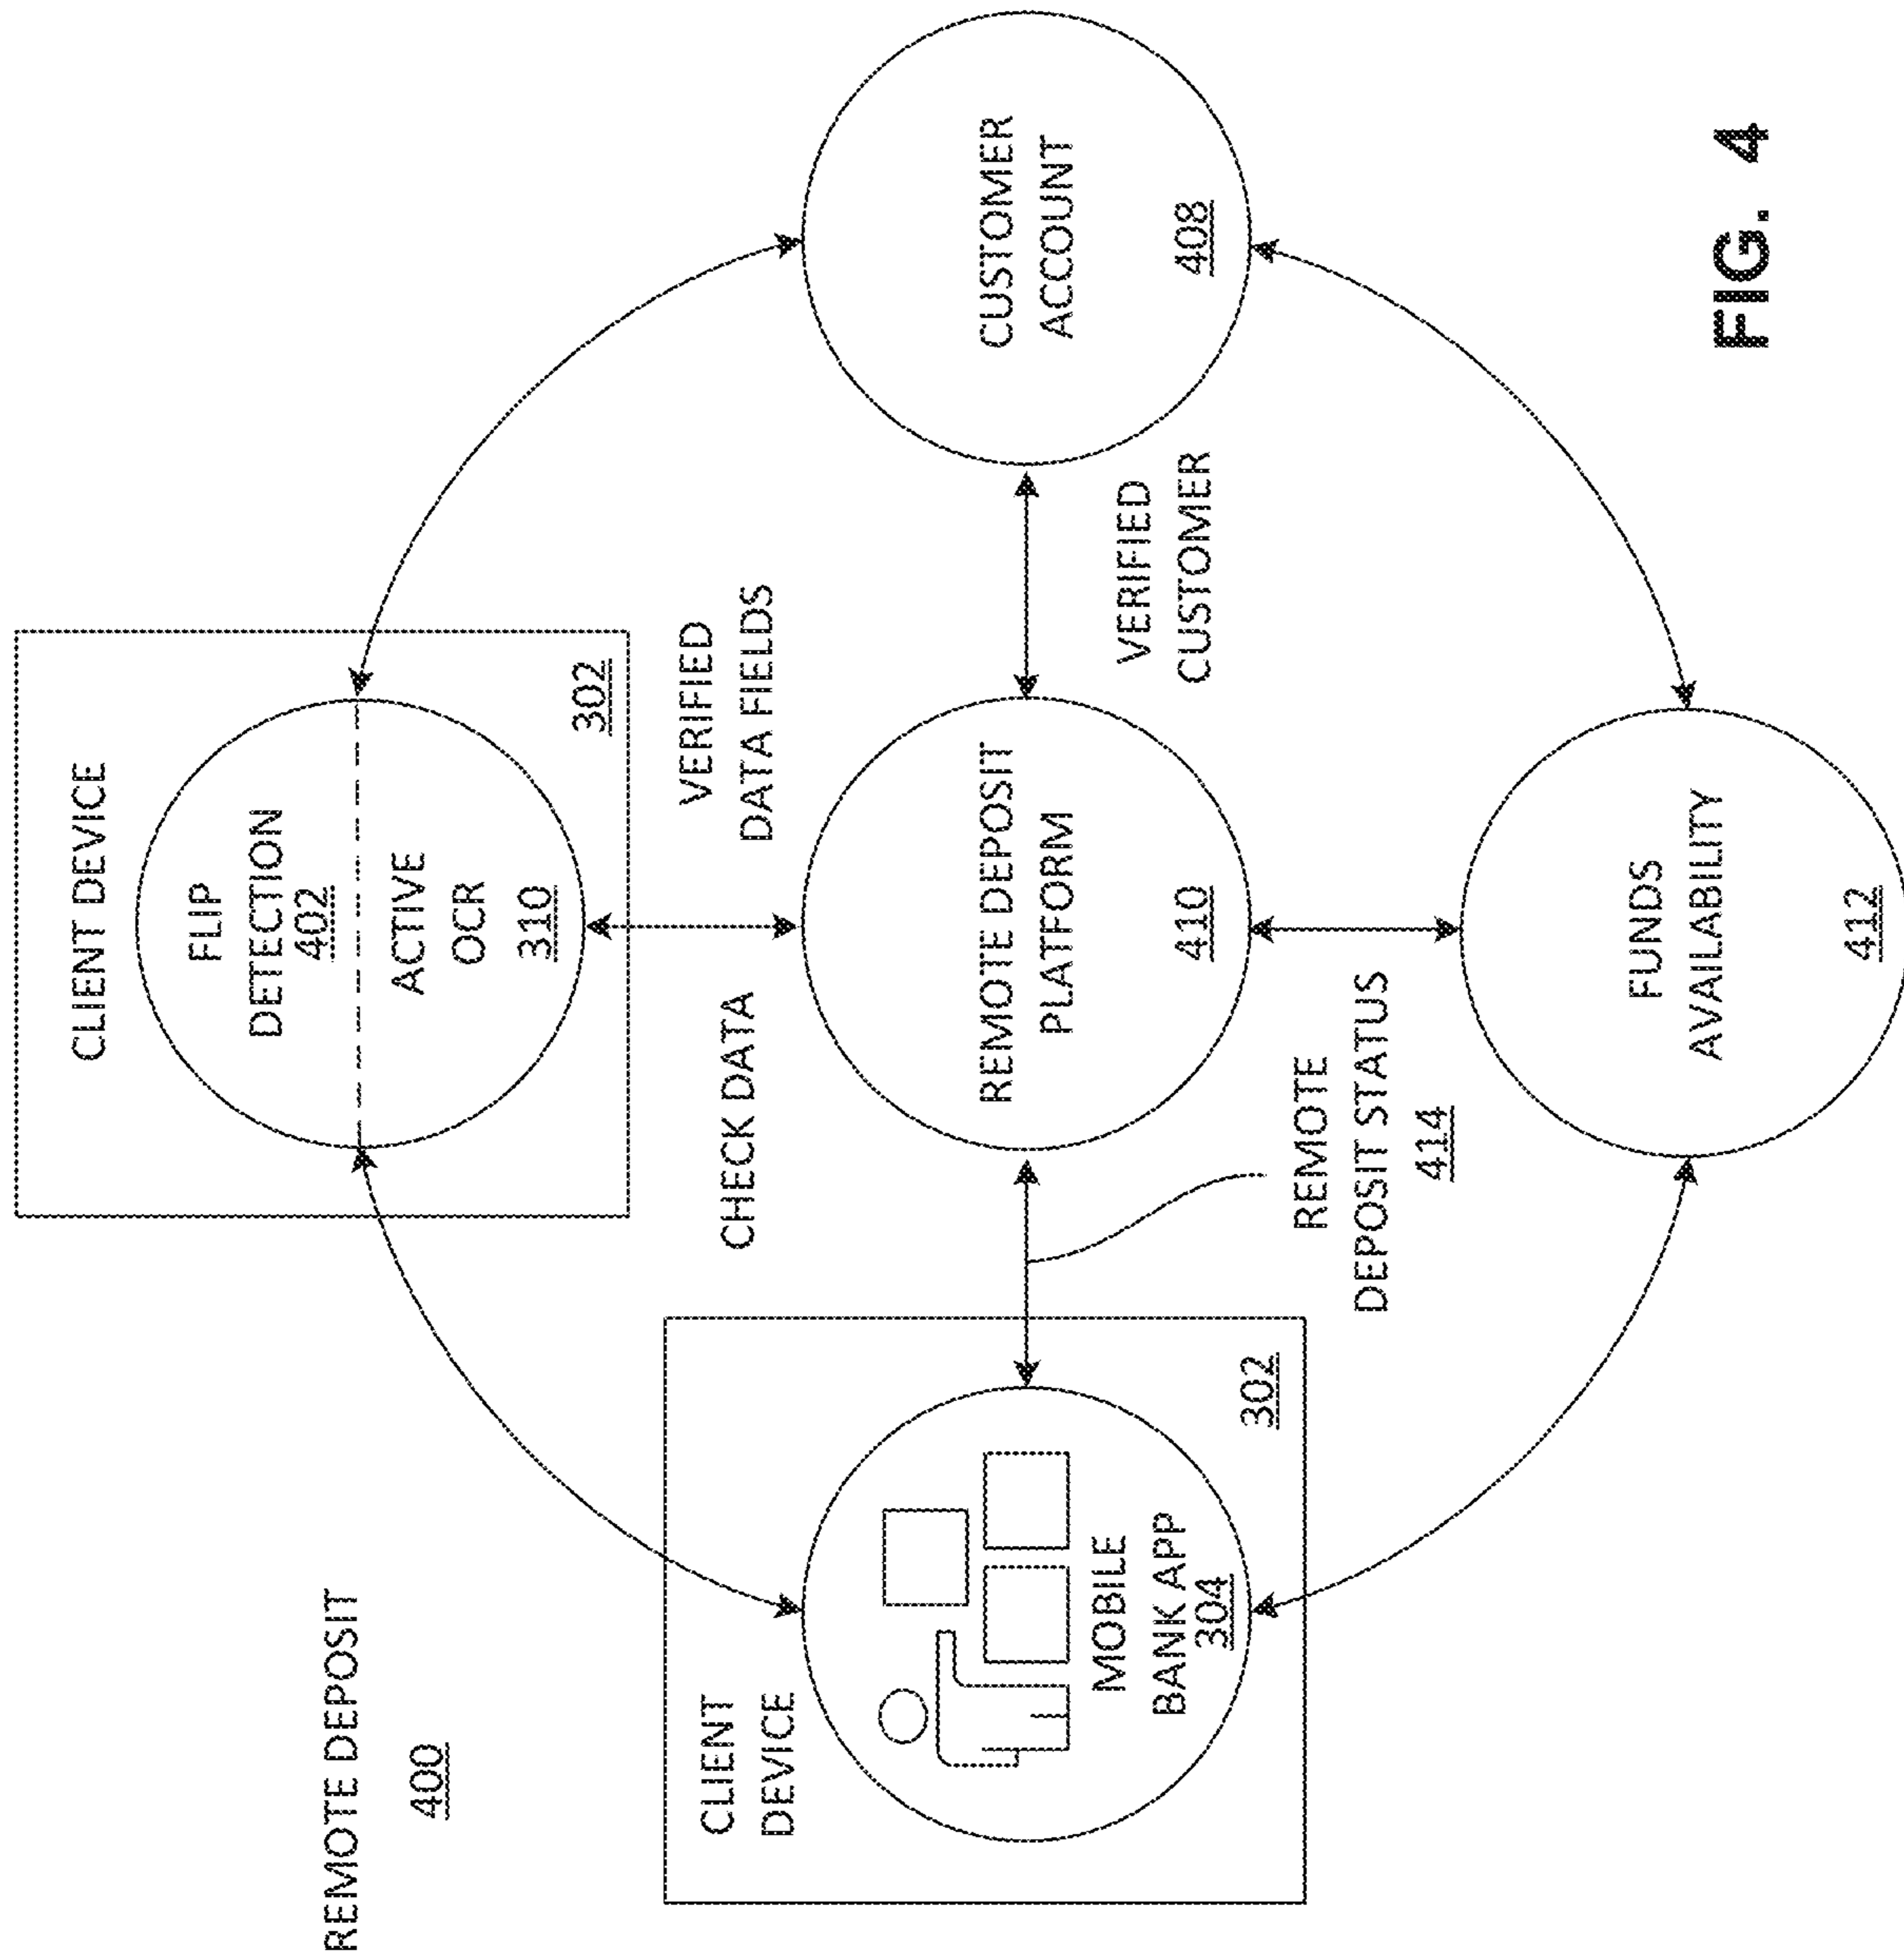 REMOTE DEPOSIT
400
CLIENT DEVICE
FLIP
DETECTION
402
ACTIVE
OCR
310
302
CHECK DATA
VERIFIED
DATA FIELDS
CLIENT
DEVICE
MOBILE
BANK APP
304
302
REMOTE DEPOSIT
PLATFORM
410
VERIFIED
CUSTOMER
CUSTOMER
ACCOUNT
408
REMOTE
DEPOSIT STATUS
414
FUNDS
AVAILABILITY
412
FIG. 4